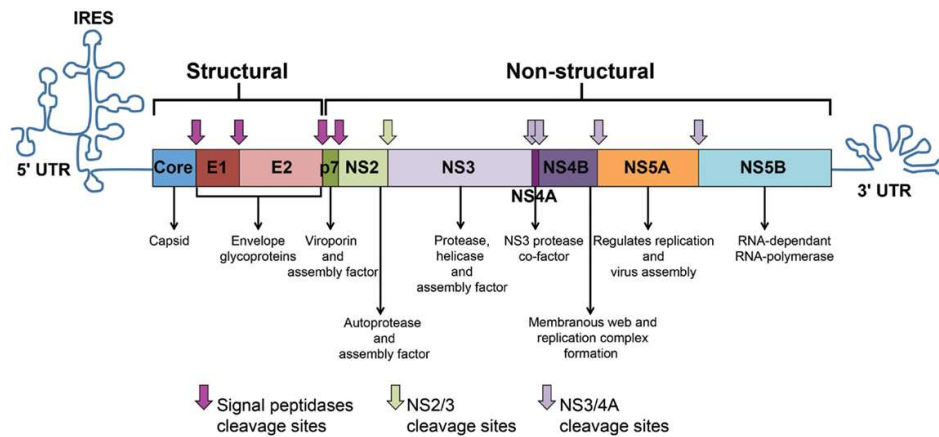 IRES
Structural
Non-structural
5' UTR
Core
E1
E2
p7
NS2
NS3
NS4A
NS4B
NS5A
NS5B
3' UTR
Capsid
Envelope
glycoproteins
Viroporin
and
assembly factor
Protease,
helicase
and
assembly factor
NS3 protease
co-factor
Regulates replication
and
virus assembly
RNA-dependant
RNA-polymerase
Autoprotease
and
assembly factor
Membranous web and
replication complex
formation
Signal peptidases
cleavage sites
NS2/3
cleavage sites
NS3/4A
cleavage sites